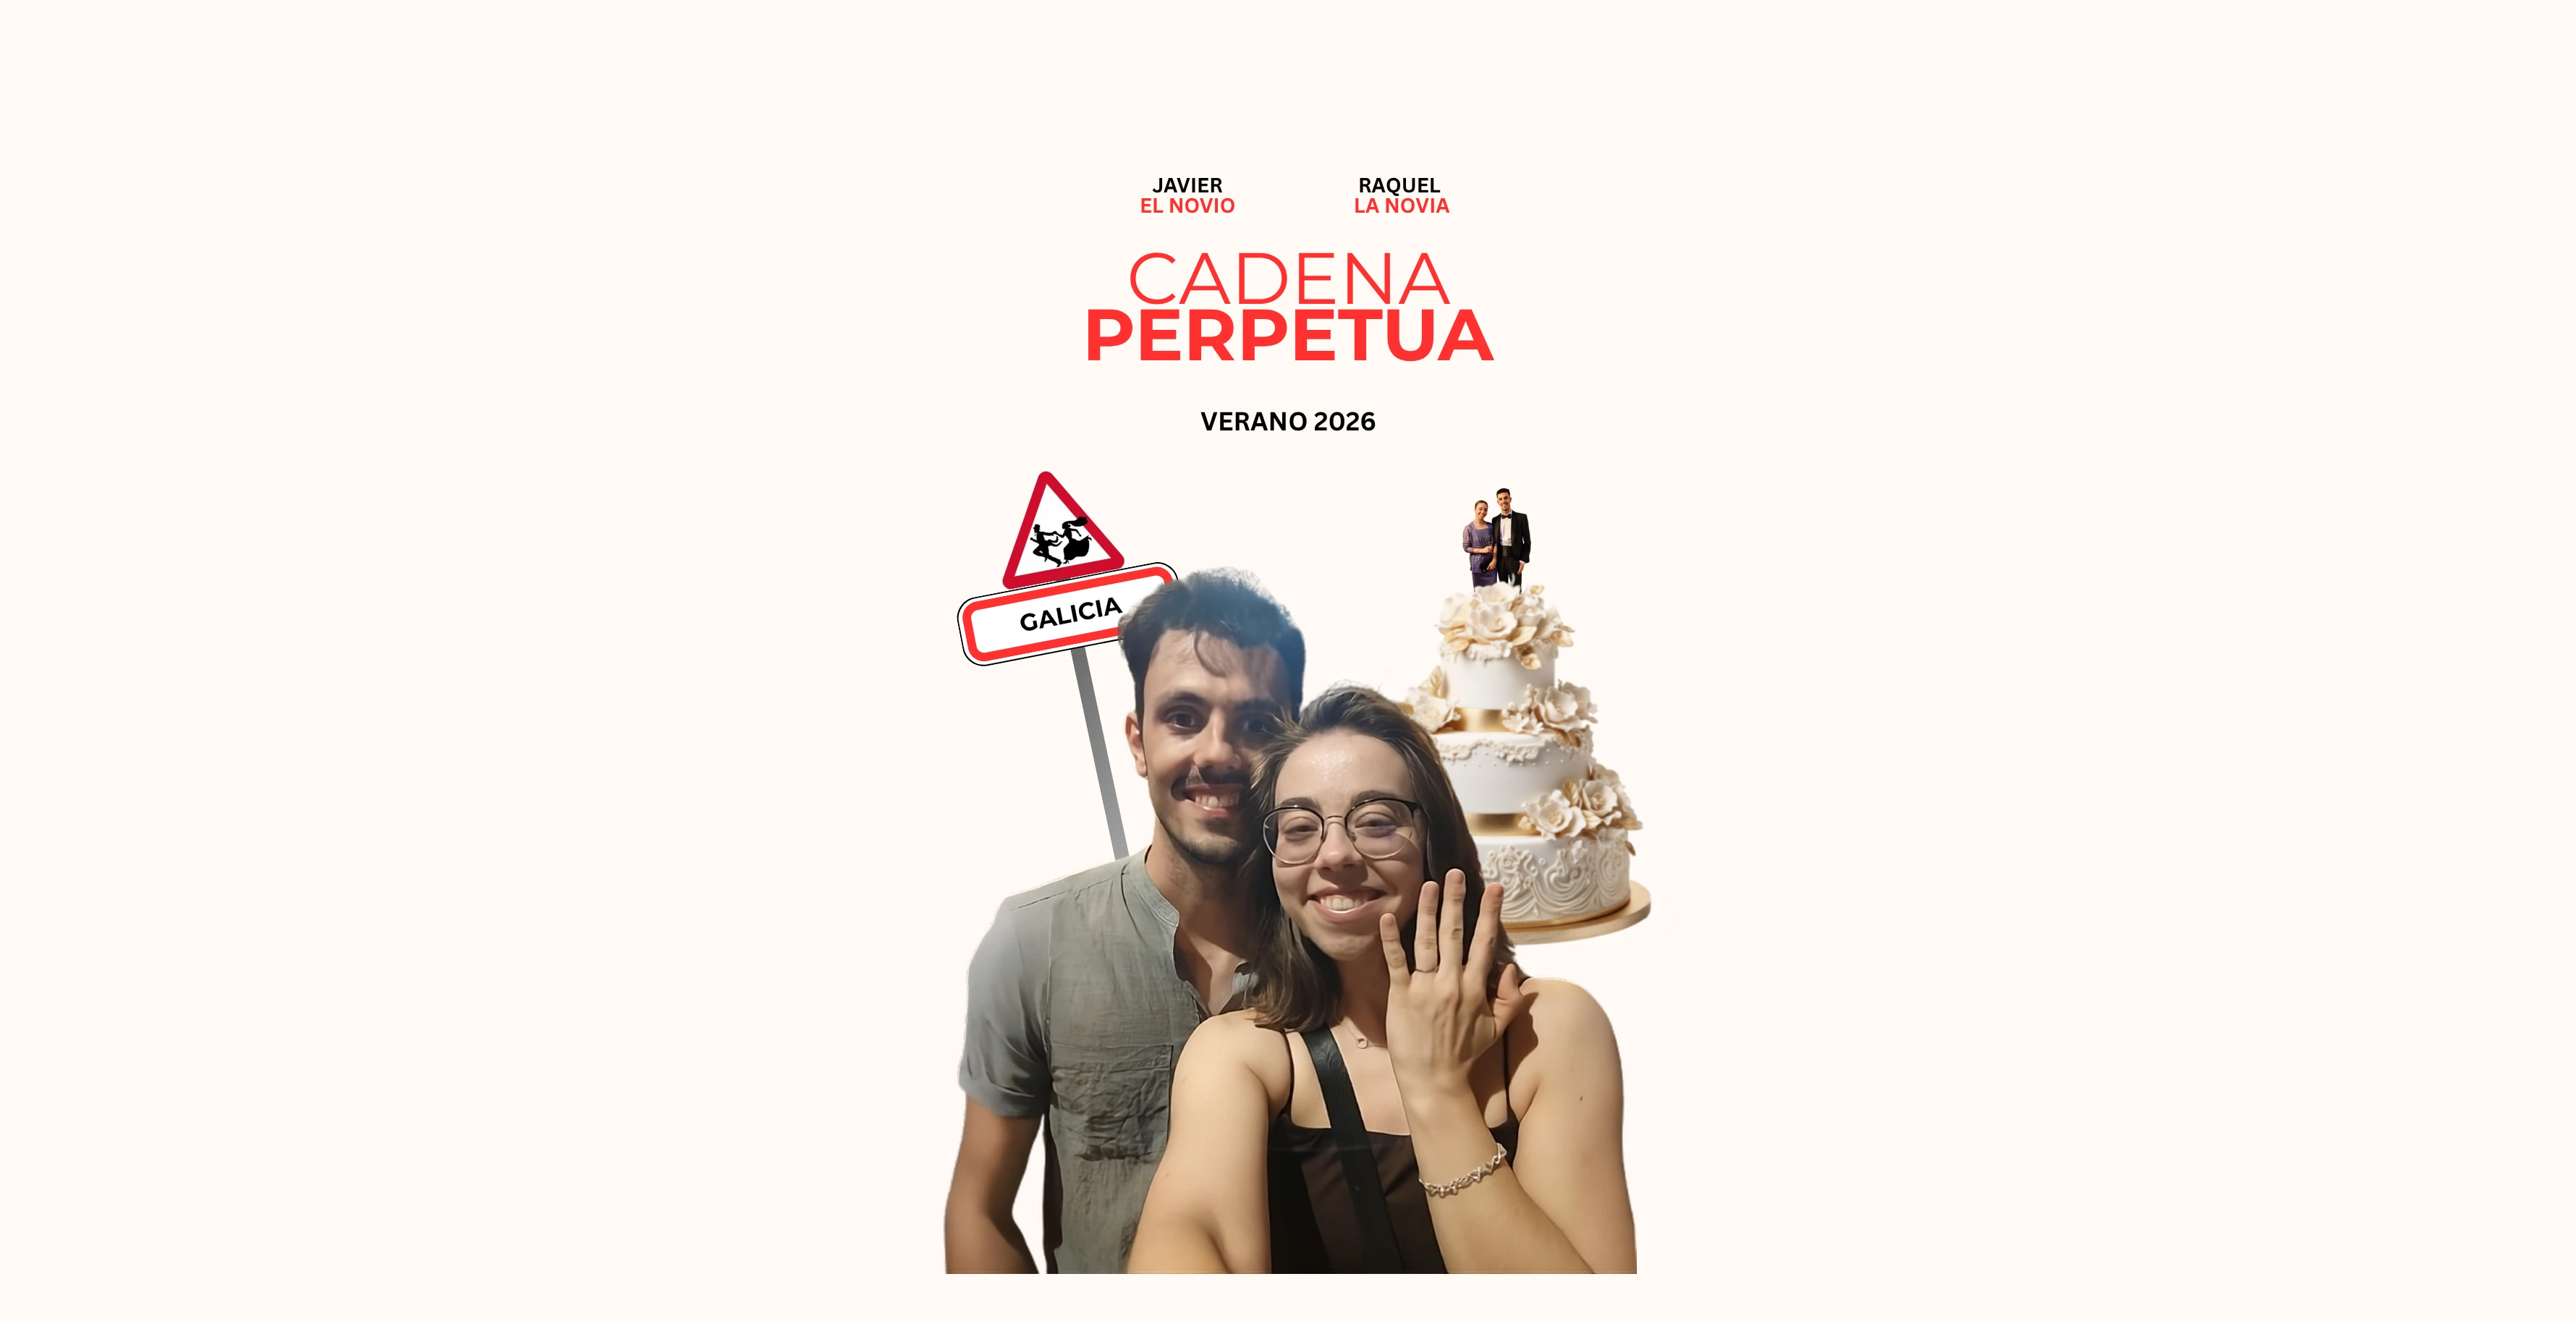 JAVIER
EL NOVIO
RAQUEL
LA NOVIA
CADENA
PERPETUA
VERANO 2026
GALICIA